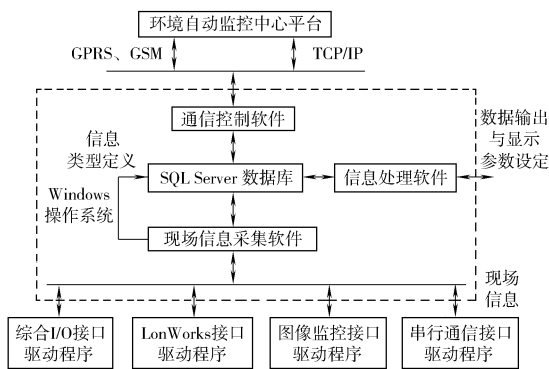 环境自动监控中心平台
GPRS、GSM
TCP/IP
通信控制软件
信息
类型定义
数据输出
与显示
参数设定
SQL Server 数据库
信息处理软件
Windows
操作系统
现场信息采集软件
现场
信息
综合I/O接口
驱动程序
LonWorks接口
驱动程序
图像监控接口
驱动程序
串行通信接口
驱动程序